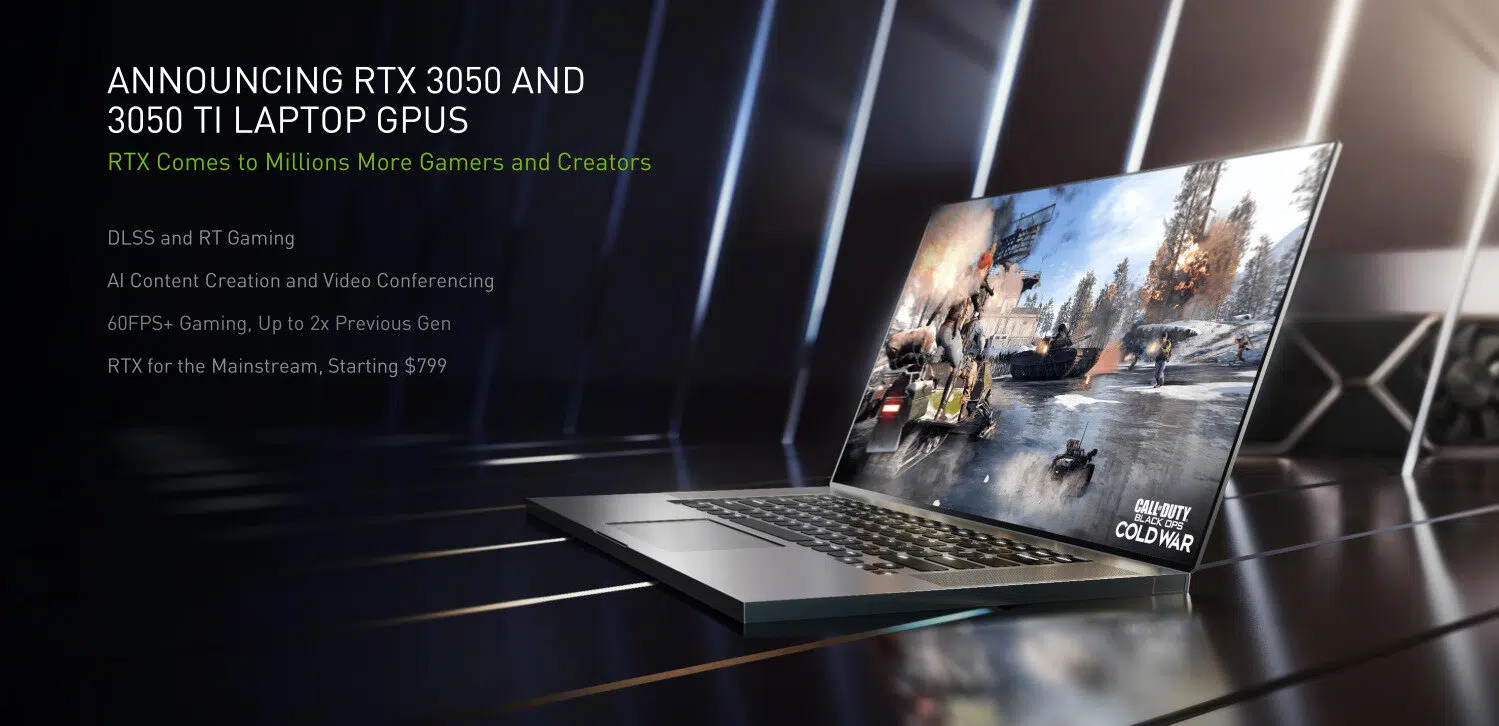 ANNOUNCING RTX 3050 AND
3050 TI LAPTOP GPUS
RTX Comes to Millions More Gamers and Creators
DLSS and RT Gaming
AI Content Creation and Video Conferencing
60FPS+ Gaming, Up to 2x Previous Gen
RTX for the Mainstream, Starting $799
CALL OF DUTY
BLACK OPS
COLD WAR